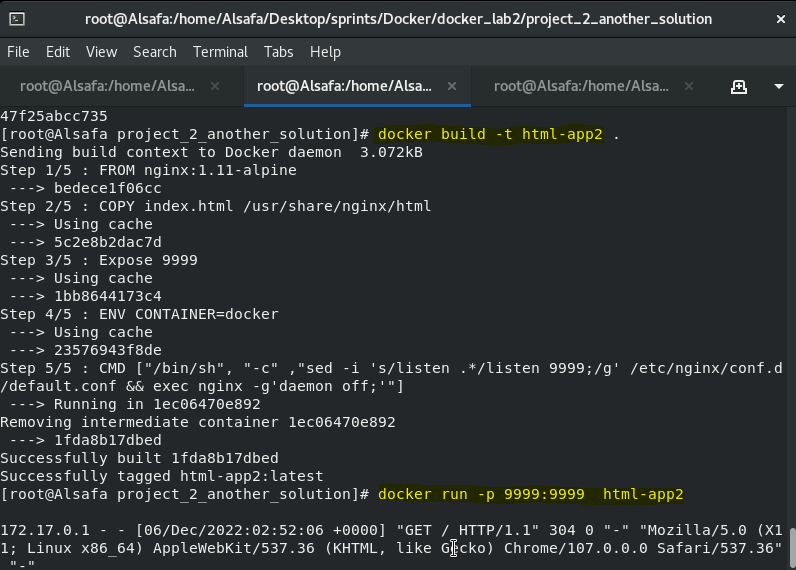 root@Alsafa:/home/Alsafa/Desktop/sprints/Docker/docker_lab2/project_2_another_solution
File Edit View Search Terminal Tabs Help
root@Alsafa:/home/Alsa... × root@Alsafa:/home/Alsa... × root@Alsafa:/home/Alsa... ×
47f25abcc735
[root@Alsafa project_2_another_solution]# docker build -t html-app2 .
Sending build context to Docker daemon  3.072kB
Step 1/5 : FROM nginx:1.11-alpine
 ---> bedece1f06cc
Step 2/5 : COPY index.html /usr/share/nginx/html
 ---> Using cache
 ---> 5c2e8b2dac7d
Step 3/5 : Expose 9999
 ---> Using cache
 ---> 1bb8644173c4
Step 4/5 : ENV CONTAINER=docker
 ---> Using cache
 ---> 23576943f8de
Step 5/5 : CMD ["/bin/sh", "-c" ,"sed -i 's/listen .*/listen 9999;/g' /etc/nginx/conf.d
/default.conf && exec nginx -g'daemon off;'"]
 ---> Running in 1ec06470e892
Removing intermediate container 1ec06470e892
 ---> 1fda8b17dbed
Successfully built 1fda8b17dbed
Successfully tagged html-app2:latest
[root@Alsafa project_2_another_solution]# docker run -p 9999:9999  html-app2
172.17.0.1 - - [06/Dec/2022:02:52:06 +0000] "GET / HTTP/1.1" 304 0 "-" "Mozilla/5.0 (X1
1; Linux x86_64) AppleWebKit/537.36 (KHTML, like Gecko) Chrome/107.0.0.0 Safari/537.36"
 "-"